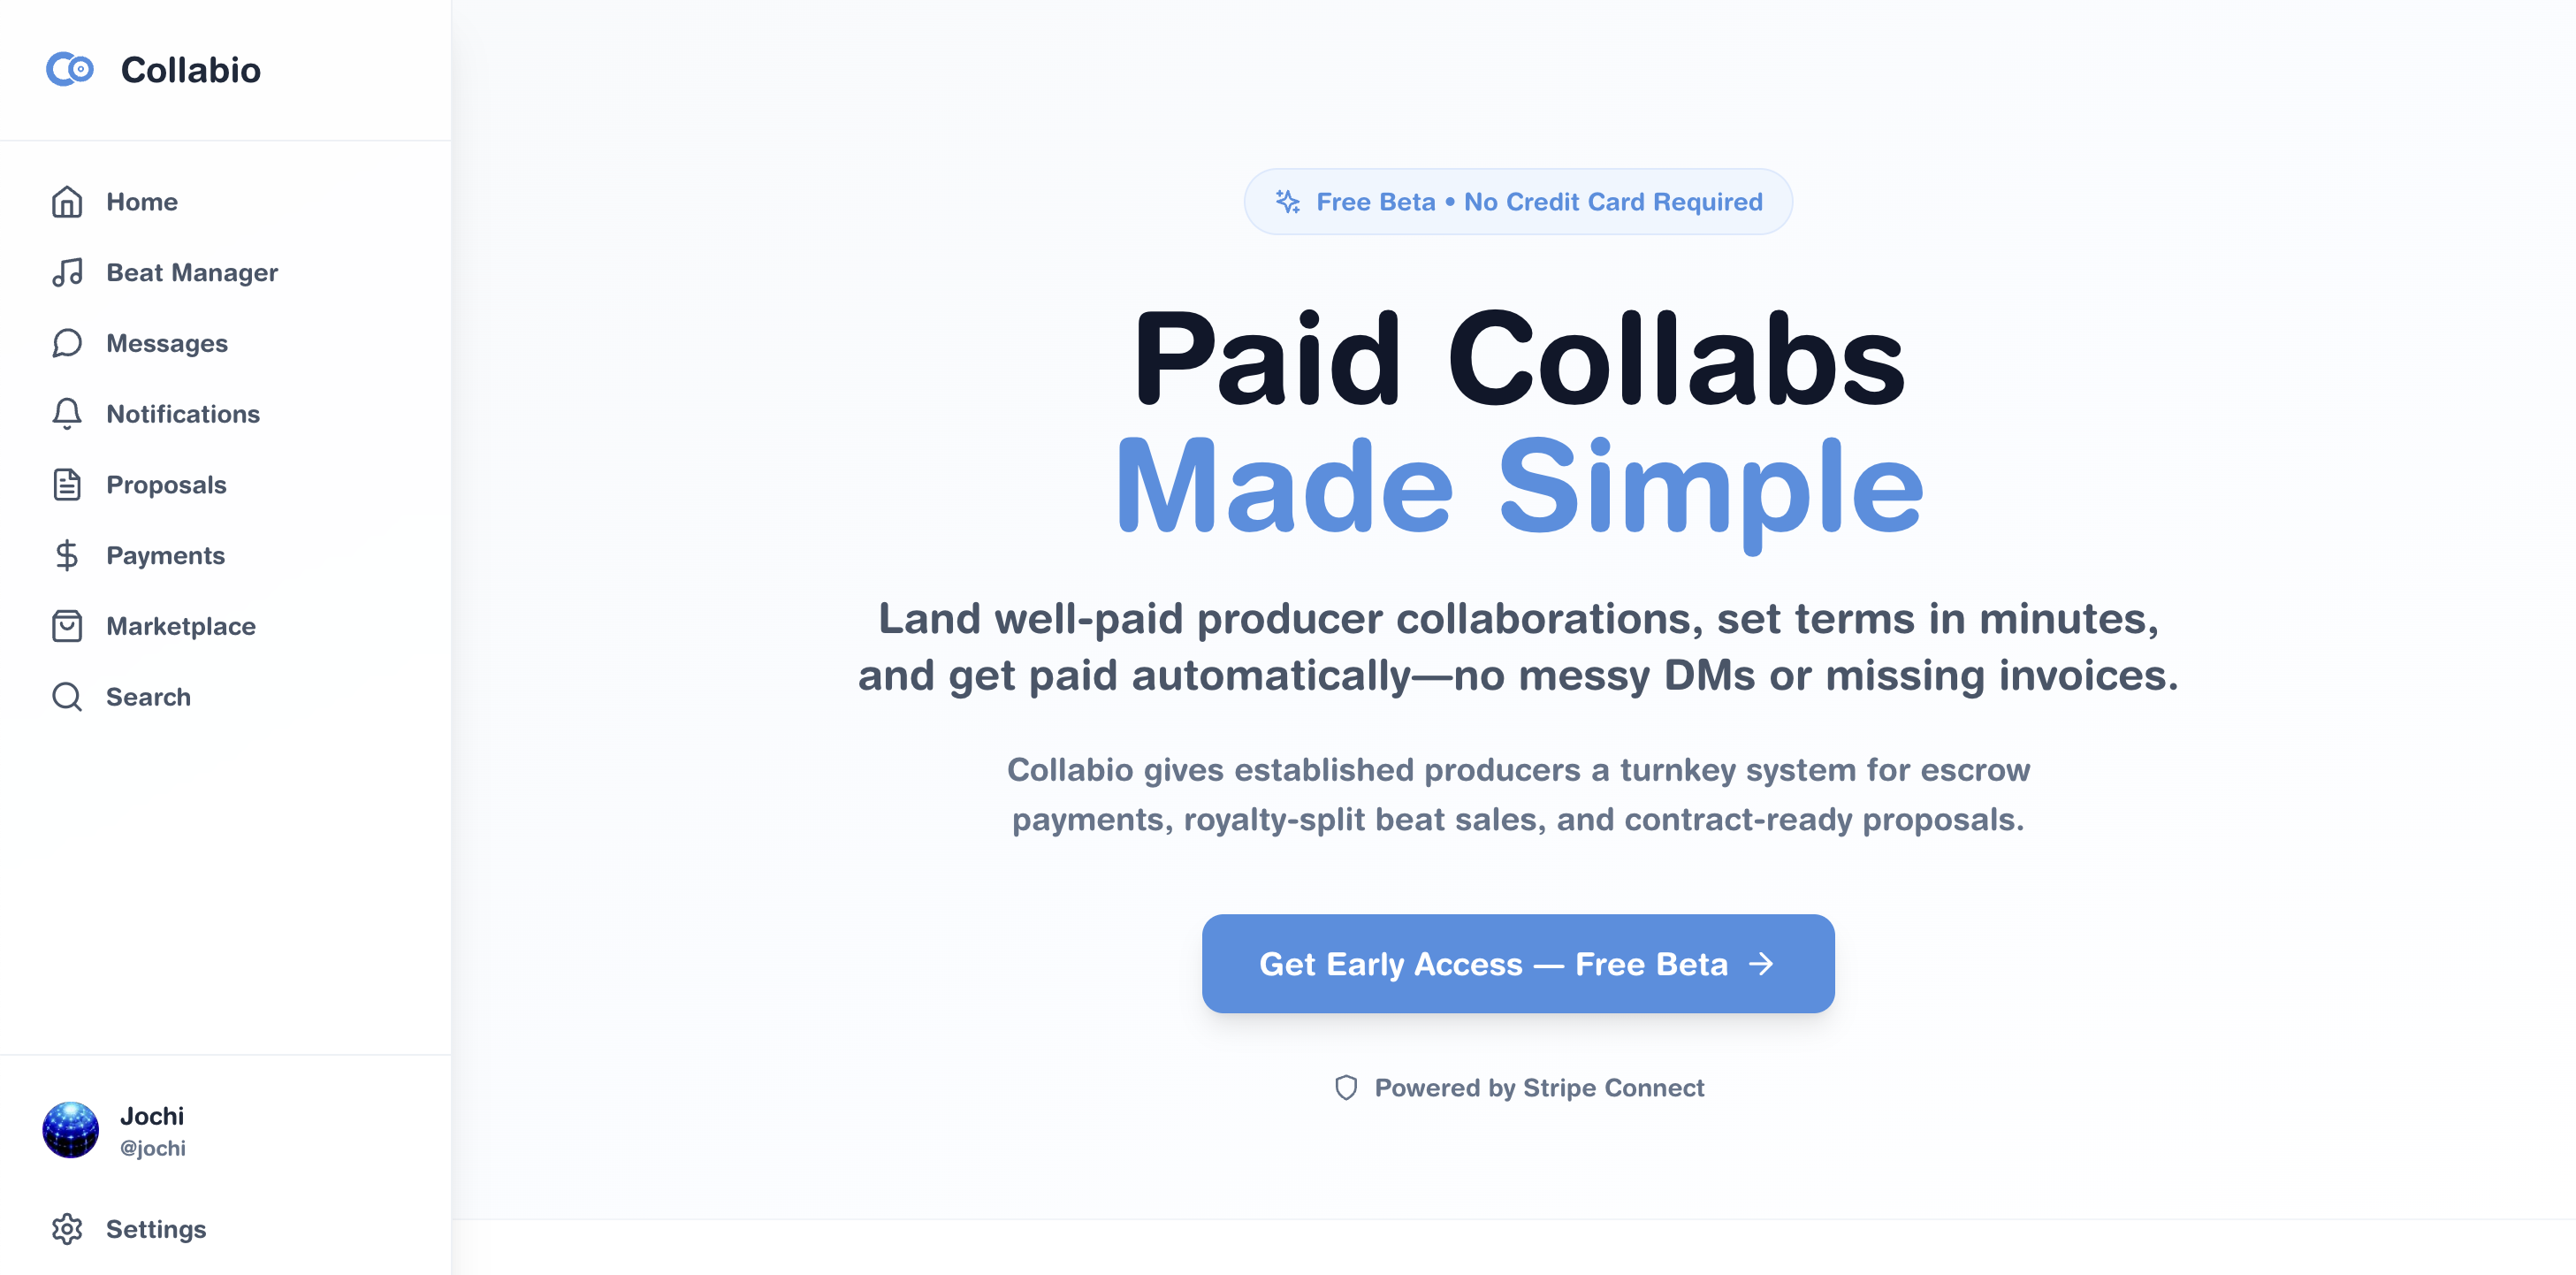 Collabio
Home
Beat Manager
Messages
Notifications
Proposals
Payments
Marketplace
Search
Jochi
@jochi
Settings
Free Beta • No Credit Card Required
Paid Collabs
Made Simple
Land well-paid producer collaborations, set terms in minutes,
and get paid automatically—no messy DMs or missing invoices.
Collabio gives established producers a turnkey system for escrow
payments, royalty-split beat sales, and contract-ready proposals.
Get Early Access — Free Beta →
Powered by Stripe Connect